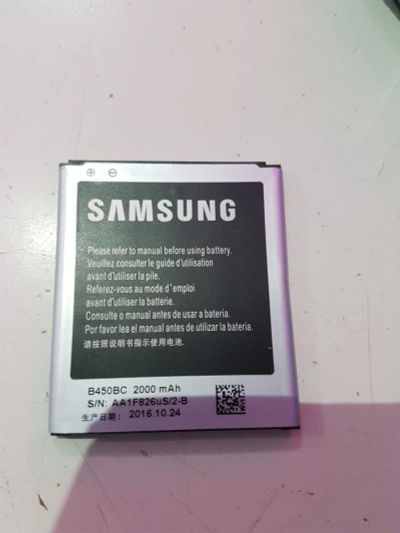 ⊕ ⊖
SAMSUNG
Please refer to manual before using battery.
Veuillez consulter le guide d'utilisation
avant d'utiliser la pile.
Referez-vous au mode d'emploi
avant d'utiliser la batterie.
Consulte o manual antes de usar a bateria.
Por favor lea el manual antes de utilizar la bateria.
请按照说明书指示使用电池.
B450BC 2000 mAh
S/N: AA1F826uS/2-B
生产日期: 2016.10.24